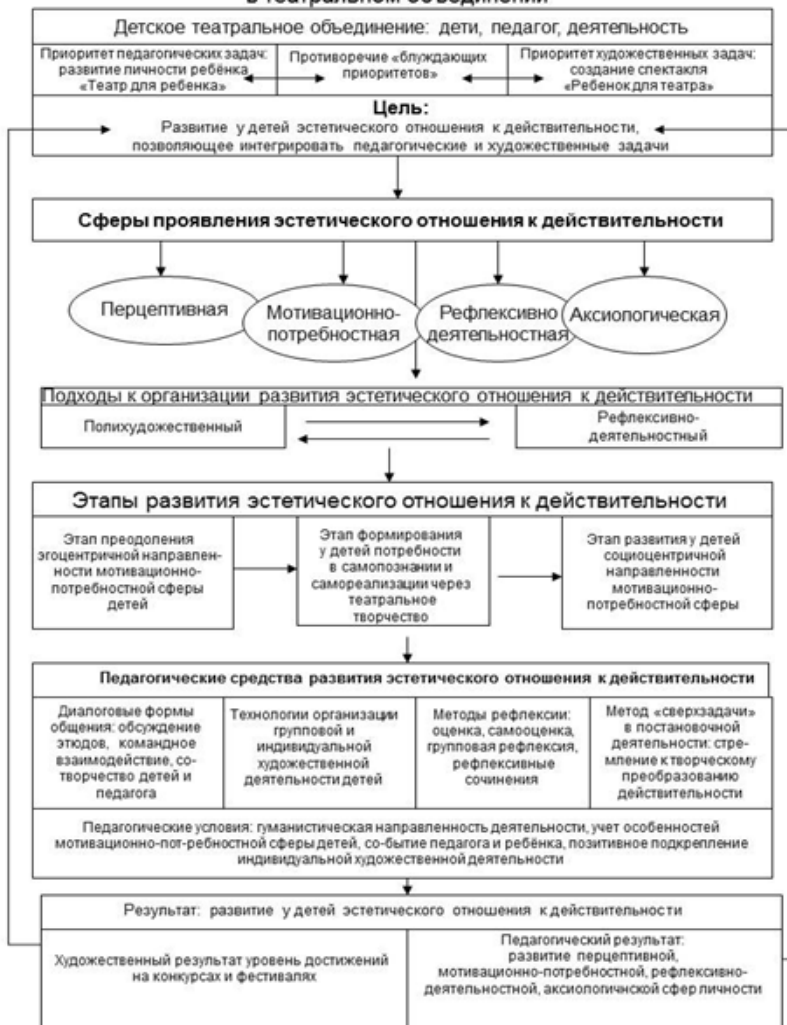 в театральном объединении
Детское театральное объединение: дети, педагог, деятельность
Приоритет педагогических задач:
развитие личности ребёнка
«Театр для ребенка»
Противоречие «блуждающих
приоритетов»
Приоритет художественных задач:
создание спектакля
«Ребенок для театра»
Цель:
Развитие у детей эстетического отношения к действительности,
позволяющее интегрировать педагогические и художественные задачи
Сферы проявления эстетического отношения к действительности
Перцептивная
Мотивационно-
потребностная
Рефлексивно
деятельностная
Аксиологическая
Подходы к организации развития эстетического отношения к действительности
Полихудожественный
Рефлексивно-
деятельностный
Этапы развития эстетического отношения к действительности
Этап преодоления
эгоцентричной направлен-
ности мотивационно-
потребностной сферы
детей
Этап формирования
у детей потребности
в самопознании и
самореализации через
театральное
творчество
Этап развития у детей
социоцентричной
направленности
мотивационно-
потребностной сферы
Педагогические средства развития эстетического отношения к действительности
Диалоговые формы
общения: обсуждение
этюдов, командное
взаимодействие, со-
творчество детей и
педагога
Технологии организации
групповой и
индивидуальной
художественной
деятельности детей
Методы рефлексии:
оценка, самооценка,
групповая рефлексия,
рефлексивные
сочинения
Метод «сверхзадачи»
в постановочной
деятельности: стре-
мление к творческому
преобразованию
действительности
Педагогические условия: гуманистическая направленность деятельности, учет особенностей
мотивационно-пот-ребностной сферы детей, со-бытие педагога и ребёнка, позитивное подкрепление
индивидуальной художественной деятельности
Результат: развитие у детей эстетического отношения к действительности
Художественный результат уровень достижений
на конкурсах и фестивалях
Педагогический результат:
развитие перцептивной,
мотивационно-потребностной, рефлексивно-
деятельностной, аксиологичнской сфер личности